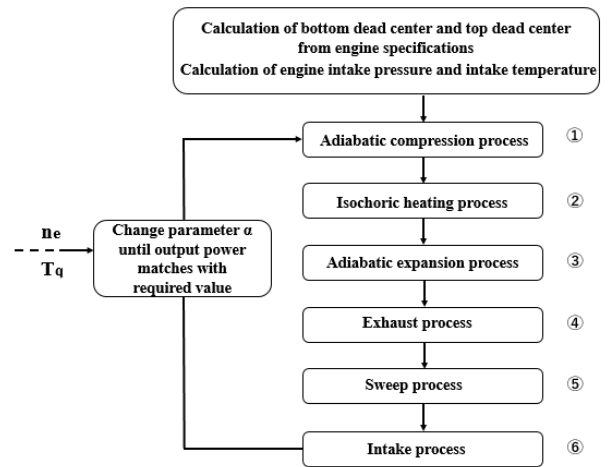 Calculation of bottom dead center and top dead center
from engine specifications
Calculation of engine intake pressure and intake temperature
Adiabatic compression process ①
Isochoric heating process ②
ne
Tq
Change parameter α
until output power
matches with
required value
Adiabatic expansion process ③
Exhaust process ④
Sweep process ⑤
Intake process ⑥